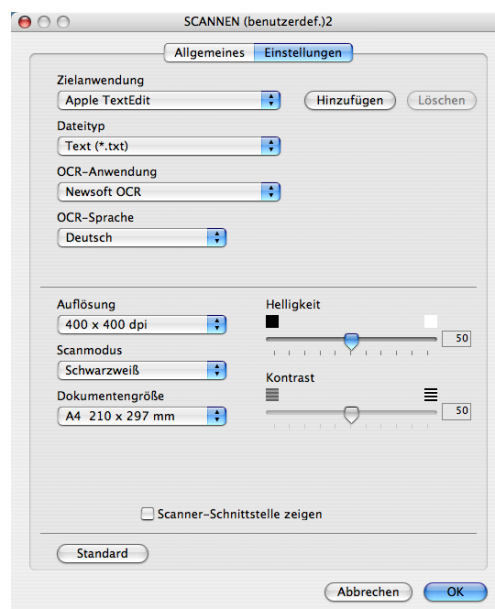 SCANNEN (benutzerdef.)2
Allgemeines Einstellungen
Zielanwendung
Apple TextEdit Hinzufügen Löschen
Dateityp
Text (*.txt)
OCR-Anwendung
Newsoft OCR
OCR-Sprache
Deutsch
Auflösung Helligkeit
400 x 400 dpi 50
Scanmodus
Schwarzweiß Kontrast
Dokumentengröße
A4 210 x 297 mm 50
Scanner-Schnittstelle zeigen
Standard
Abbrechen OK